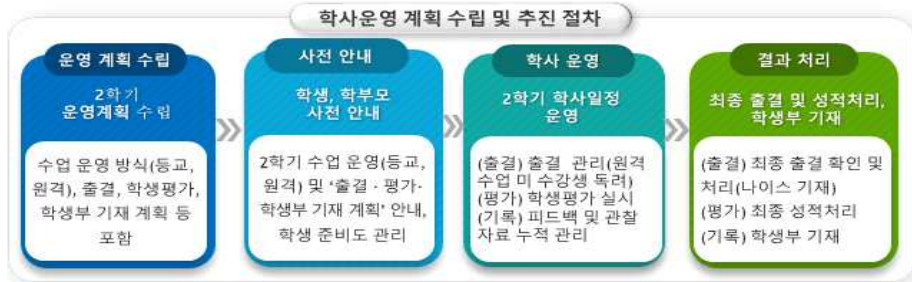 학사운영 계획 수립 및 추진 절차
운영 계획 수립
2학기
운영계획 수립
수업 운영 방식(등교,
원격), 출결, 학생평가,
학생부 기재 계획 등
포함
사전 안내
학생, 학부모
사전 안내
2학기 수업 운영(등교,
원격) 및 '출결·평가·
학생부 기재 계획' 안내,
학생 준비도 관리
학사 운영
2학기 학사일정
운영
(출결) 출결 관리(원격
수업 미 수강생 독려)
(평가) 학생평가 실시
(기록) 피드백 및 관찰
자료 누적 관리
결과 처리
최종 출결 및 성적처리,
학생부 기재
(출결) 최종 출결 확인 및
처리(나이스 기재)
(평가) 최종 성적처리
(기록) 학생부 기재